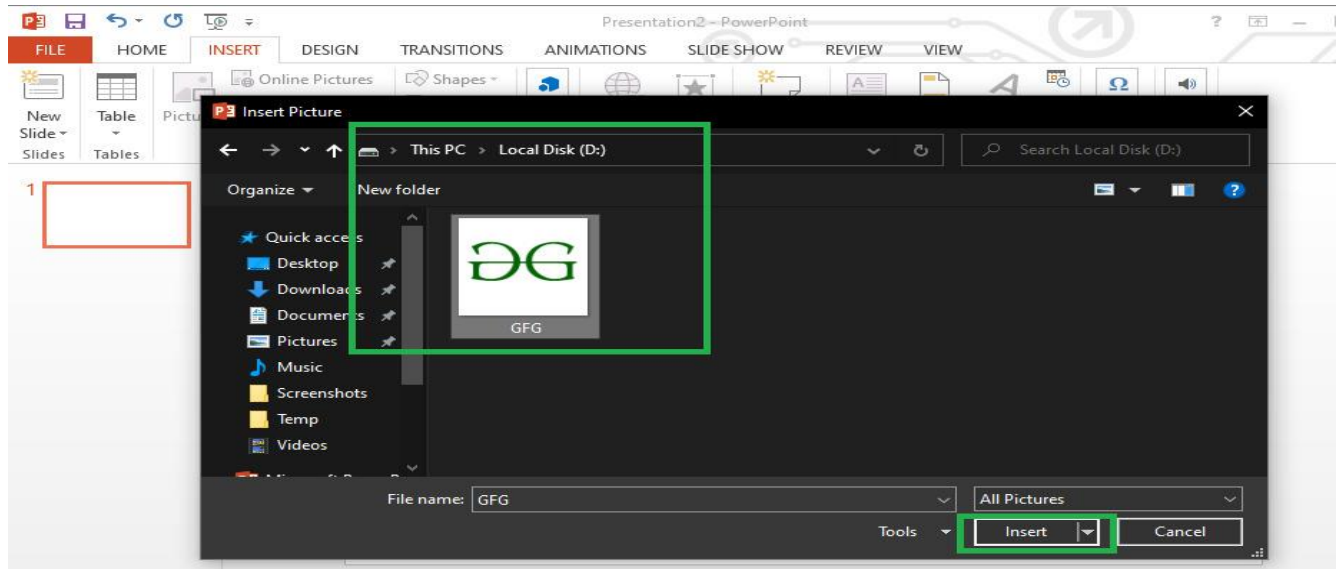 Presentation2 - PowerPoint
?
FILE HOME INSERT DESIGN TRANSITIONS ANIMATIONS SLIDE SHOW REVIEW VIEW
Online Pictures Shapes
A A Ω
New Slide
Table
Slides Tables
Insert Picture
This PC > Local Disk (D:)
Search Local Disk (D:)
Organize New folder
?
1
Quick access
Desktop
Downloads
Documents
Pictures
Music
Screenshots
Temp
Videos
GFG
File name: GFG All Pictures
Tools Insert Cancel